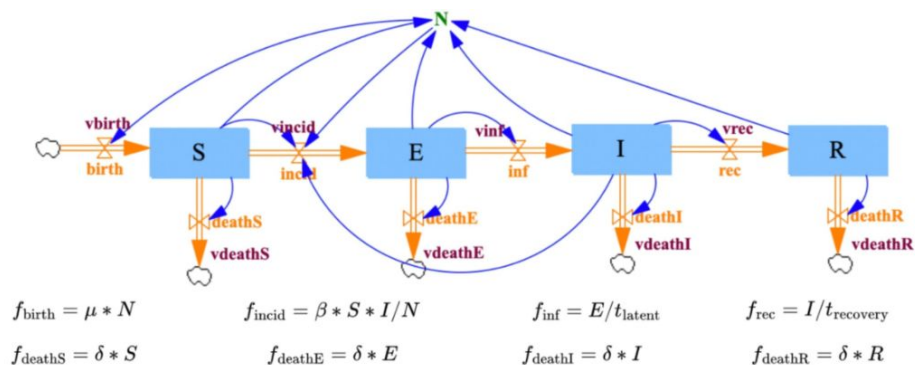 N
vbirth vincid vinf vrec
S E I R
birth incid inf rec
deathS deathE deathI deathR
vdeathS vdeathE vdeathI vdeathR
f_birth = μ * N f_incid = β * S * I/N f_inf = E/t_latent f_rec = I/t_recovery
f_deathS = δ * S f_deathE = δ * E f_deathI = δ * I f_deathR = δ * R